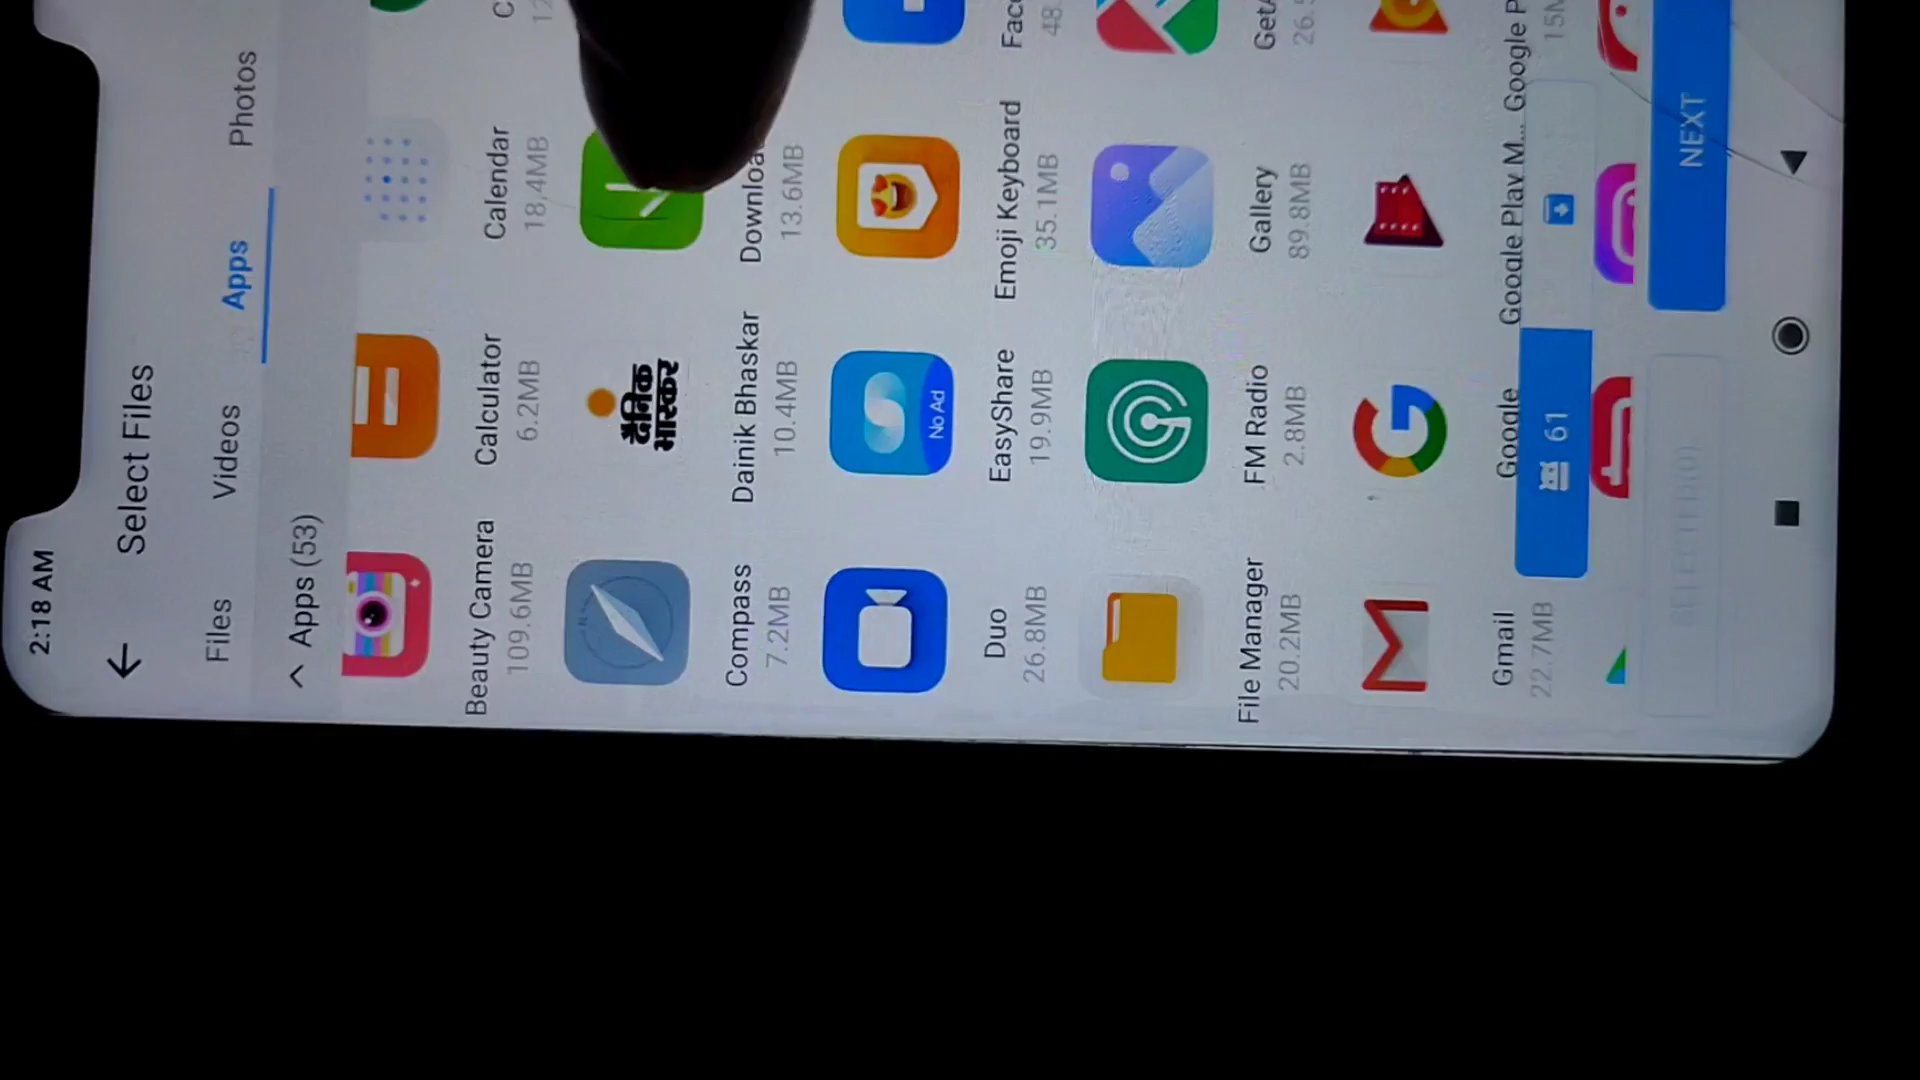 2:18 AM
← Select Files
Files Videos Apps Photos
Apps (53)
Beauty Camera Calculator Calendar
109.6MB 6.2MB 18.4MB
दैनिक
भास्कर
Compass Dainik Bhaskar
7.2MB 10.4MB 13.6MB
No Ad
Duo EasyShare Emoji Keyboard
26.8MB 19.9MB 35.1MB
File Manager FM Radio Gallery
20.2MB 2.8MB 89.8MB
Gmail Google Google Play M... Google P
22.7MB
61
SELECTED(0) NEXT